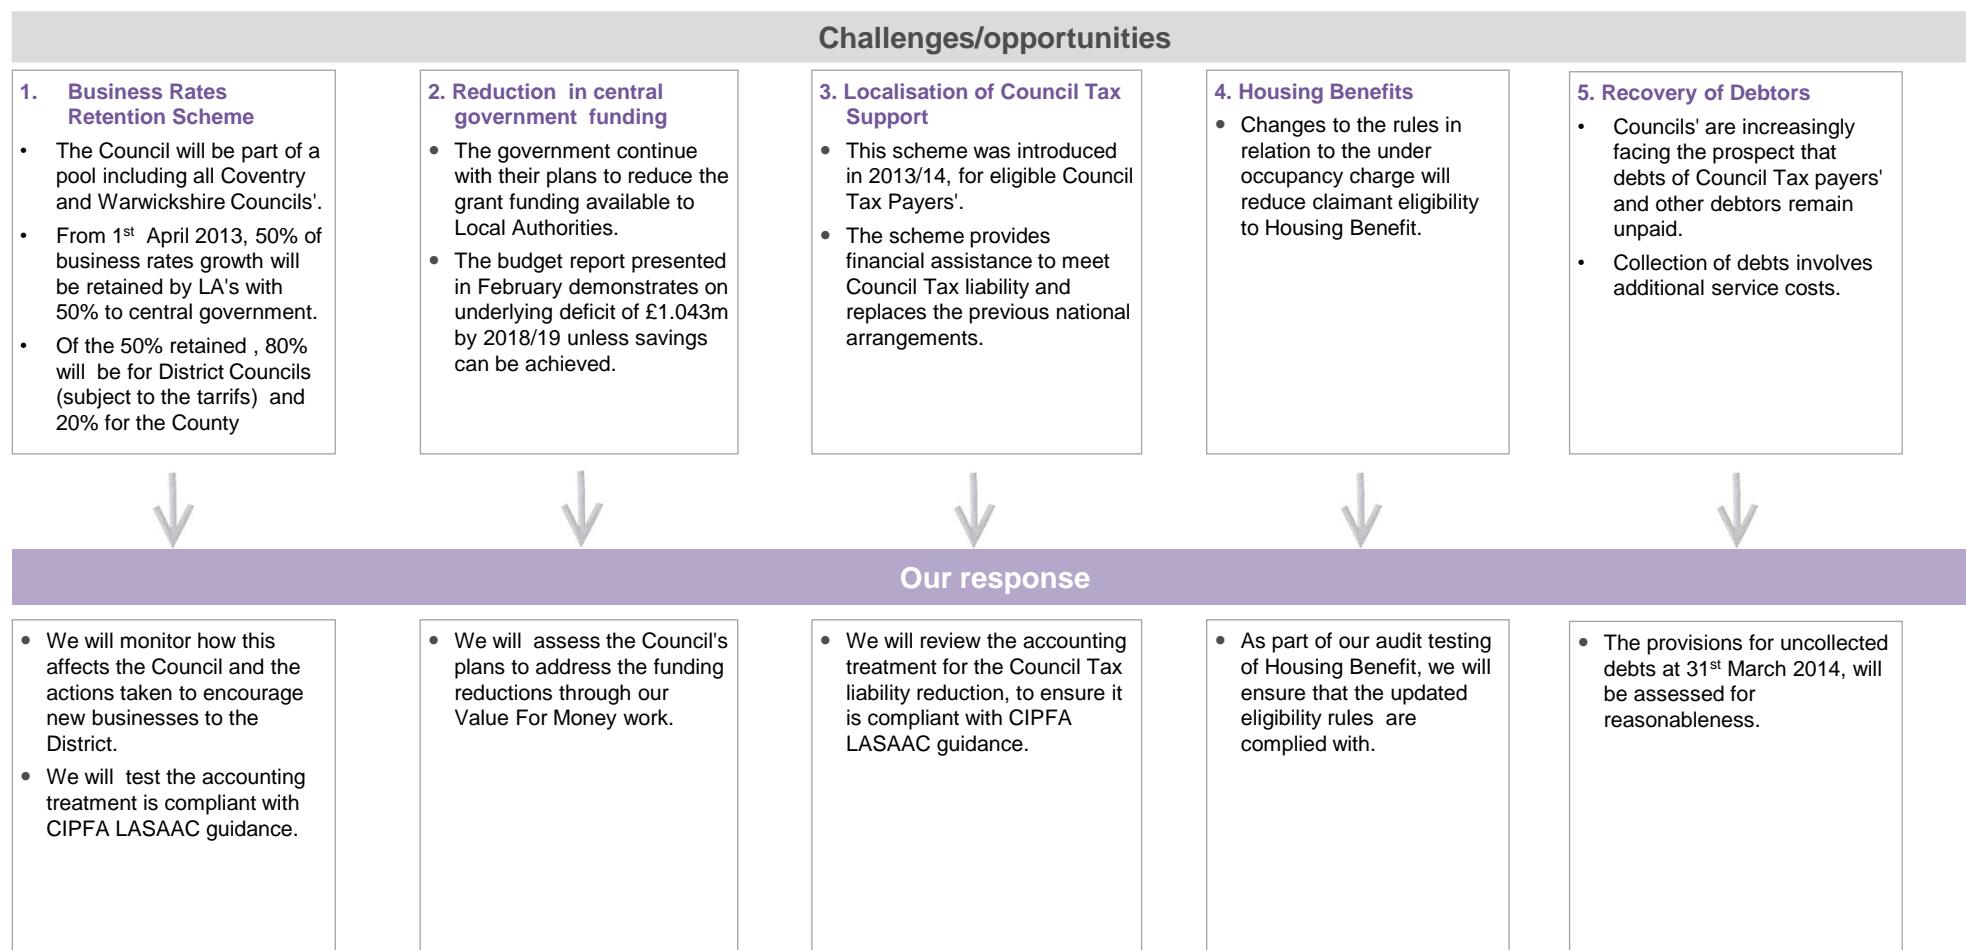 Challenges/opportunities
1. Business Rates
Retention Scheme
• The Council will be part of a
pool including all Coventry
and Warwickshire Councils'.
• From 1st April 2013, 50% of
business rates growth will
be retained by LA's with
50% to central government.
• Of the 50% retained , 80%
will be for District Councils
(subject to the tarrifs) and
20% for the County
2. Reduction in central
government funding
• The government continue
with their plans to reduce the
grant funding available to
Local Authorities.
• The budget report presented
in February demonstrates on
underlying deficit of £1.043m
by 2018/19 unless savings
can be achieved.
3. Localisation of Council Tax
Support
• This scheme was introduced
in 2013/14, for eligible Council
Tax Payers'.
• The scheme provides
financial assistance to meet
Council Tax liability and
replaces the previous national
arrangements.
4. Housing Benefits
• Changes to the rules in
relation to the under
occupancy charge will
reduce claimant eligibility
to Housing Benefit.
5. Recovery of Debtors
• Councils' are increasingly
facing the prospect that
debts of Council Tax payers'
and other debtors remain
unpaid.
• Collection of debts involves
additional service costs.
Our response
• We will monitor how this
affects the Council and the
actions taken to encourage
new businesses to the
District.
• We will test the accounting
treatment is compliant with
CIPFA LASAAC guidance.
• We will assess the Council's
plans to address the funding
reductions through our
Value For Money work.
• We will review the accounting
treatment for the Council Tax
liability reduction, to ensure it
is compliant with CIPFA
LASAAC guidance.
• As part of our audit testing
of Housing Benefit, we will
ensure that the updated
eligibility rules are
complied with.
• The provisions for uncollected
debts at 31st March 2014, will
be assessed for
reasonableness.